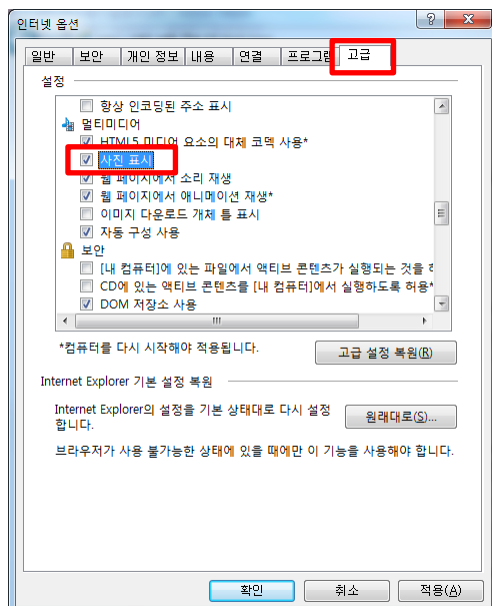 인터넷 옵션
일반 보안 개인 정보 내용 연결 프로그램 고급
설정
항상 인코딩된 주소 표시
멀티미디어
HTML5 미디어 요소의 대체 코덱 사용*
사진 표시
웹 페이지에서 소리 재생
웹 페이지에서 애니메이션 재생*
이미지 다운로드 개체 틀 표시
자동 구성 사용
보안
[내 컴퓨터]에 있는 파일에서 액티브 콘텐츠가 실행되는 것을
CD에 있는 액티브 콘텐츠를 [내 컴퓨터]에서 실행하도록 허용*
DOM 저장소 사용
*컴퓨터를 다시 시작해야 적용됩니다.
고급 설정 복원(R)
Internet Explorer 기본 설정 복원
Internet Explorer의 설정을 기본 상태대로 다시 설정
합니다.
원래대로(S)...
브라우저가 사용 불가능한 상태에 있을 때에만 이 기능을 사용해야 합니다.
확인 취소 적용(A)